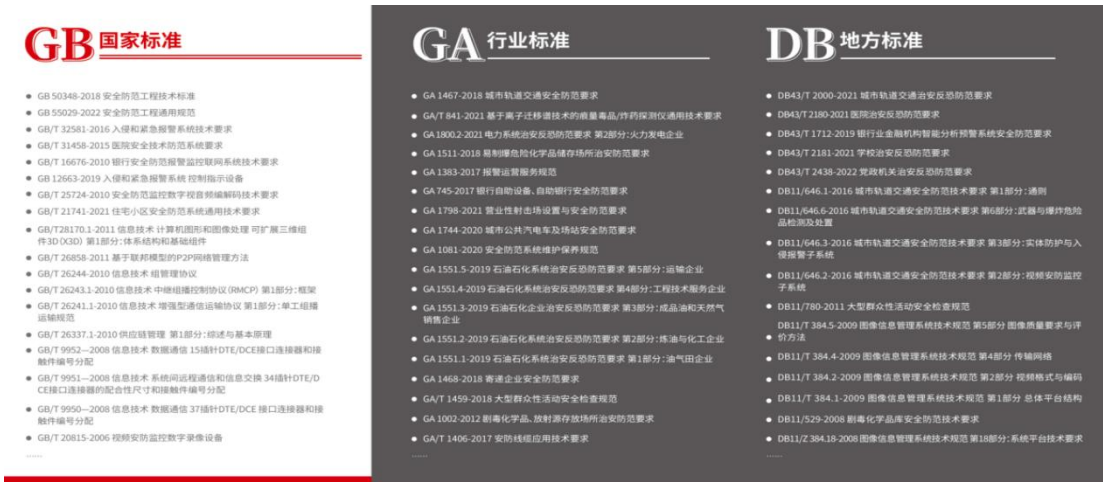 GB 国家标准
GB 50348-2018 安全防范工程技术标准
GB 55029-2022 安全防范工程通用规范
GB/T 32581-2016 入侵和紧急报警系统技术要求
GB/T 31458-2015 医院安全技术防范系统要求
GB/T 16676-2010 银行安全防范报警监控联网系统技术要求
GB 12663-2019 入侵和紧急报警系统 控制指示设备
GB/T 25724-2010 安全防范监控数字视音频编解码技术要求
GB/T 21741-2021 住宅小区安全防范系统通用技术要求
GB/T28170.1-2011 信息技术 计算机图形和图像处理 可扩展三维组
件3D（X3D）第1部分：体系结构和基础组件
GB/T 26858-2011 基于联邦模型的P2P网络管理方法
GB/T 26244-2010 信息技术 组管理协议
GB/T 26243.1-2010 信息技术 中继组播控制协议（RMCP）第1部分：框架
GB/T 26241.1-2010 信息技术 增强型通信运输协议 第1部分：单工组播
运输规范
GB/T 26337.1-2010 供应链管理 第1部分：综述与基本原理
GB/T 9952—2008 信息技术 数据通信 15插针DTE/DCE接口连接器和接
触件编号分配
GB/T 9951—2008 信息技术 系统间远程通信和信息交换 34插针DTE/D
CE接口连接器的配合性尺寸和接触件编号分配
GB/T 9950—2008 信息技术 数据通信 37插针DTE/DCE 接口连接器和接
触件编号分配
GB/T 20815-2006 视频安防监控数字录像设备
......
GA 行业标准
GA 1467-2018 城市轨道交通安全防范要求
GA/T 841-2021 基于离子迁移谱技术的痕量毒品/炸药探测仪通用技术要求
GA 1800.2-2021 电力系统治安反恐防范要求 第2部分：火力发电企业
GA 1511-2018 易制爆危险化学品储存场所治安防范要求
GA 1383-2017 报警运营服务规范
GA 745-2017 银行自助设备、自助银行安全防范要求
GA 1798-2021 营业性射击场设置与安全防范要求
GA 1744-2020 城市公共汽电车及场站安全防范要求
GA 1081-2020 安全防范系统维护保养规范
GA 1551.5-2019 石油石化系统治安反恐防范要求 第5部分：运输企业
GA 1551.4-2019 石油石化系统治安反恐防范要求 第4部分：工程技术服务企业
GA 1551.3-2019 石油石化企业治安反恐防范要求 第3部分：成品油和天然气
销售企业
GA 1551.2-2019 石油石化系统治安反恐防范要求 第2部分：炼油与化工企业
GA 1551.1-2019 石油石化系统治安反恐防范要求 第1部分：油气田企业
GA 1468-2018 寄递企业安全防范要求
GA/T 1459-2018 大型群众性活动安全检查规范
GA 1002-2012 剧毒化学品、放射源存放场所治安防范要求
GA/T 1406-2017 安防线缆应用技术要求
......
DB 地方标准
DB43/T 2000-2021 城市轨道交通治安反恐防范要求
DB43/T 2180-2021 医院治安反恐防范要求
DB43/T 1712-2019 银行业金融机构智能分析预警系统安全防范要求
DB43/T 2181-2021 学校治安反恐防范要求
DB43/T 2438-2022 党政机关治安反恐防范要求
DB11/646.1-2016 城市轨道交通安全防范技术要求 第1部分：通则
DB11/646.6-2016 城市轨道交通安全防范技术要求 第6部分：武器与爆炸危险
品检测及处置
DB11/646.3-2016 城市轨道交通安全防范技术要求 第3部分：实体防护与入
侵报警子系统
DB11/646.2-2016 城市轨道交通安全防范技术要求 第2部分：视频安防监控
子系统
DB11/780-2011 大型群众性活动安全检查规范
DB11/T 384.5-2009 图像信息管理系统技术规范 第5部分 图像质量要求与评
价方法
DB11/T 384.4-2009 图像信息管理系统技术规范 第4部分 传输网络
DB11/T 384.2-2009 图像信息管理系统技术规范 第2部分 视频格式与编码
DB11/T 384.1-2009 图像信息管理系统技术规范 第1部分 总体平台结构
DB11/529-2008 剧毒化学品库安全防范技术要求
DB11/Z 384.18-2008 图像信息管理系统技术规范 第18部分：系统平台技术要求
......